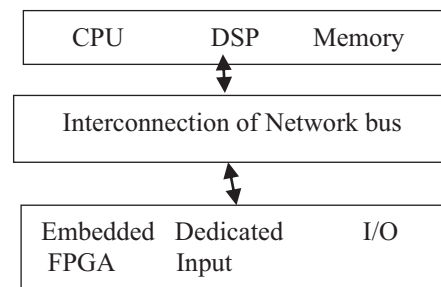 CPU DSP Memory
Interconnection of Network bus
Embedded Dedicated I/O
FPGA Input